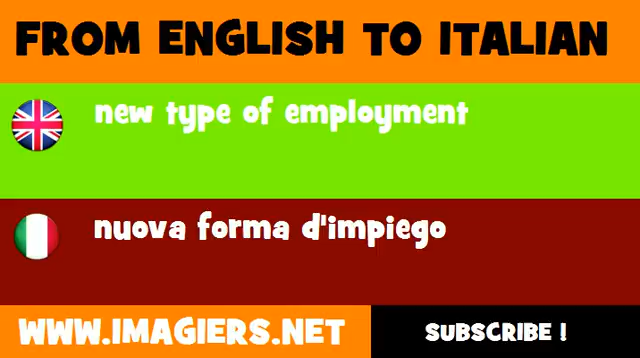 FROM ENGLISH TO ITALIAN
new type of employment
nuova forma d'impiego
WWW.IMAGIERS.NET
SUBSCRIBE !